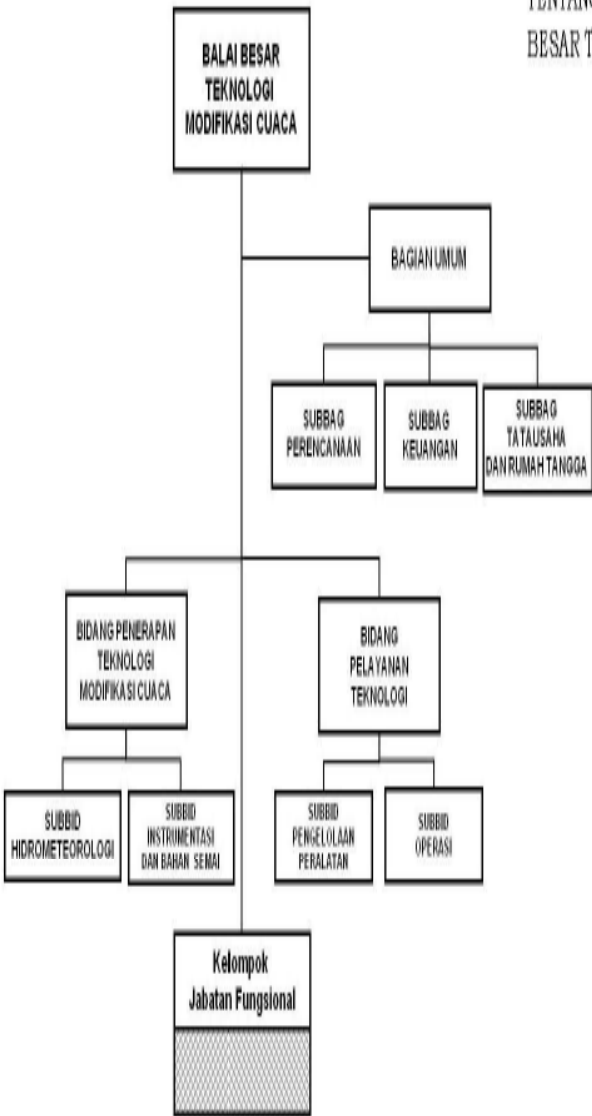 TENTANG
BESAR T
BALAI BESAR
TEKNOLOGI
MODIFIKASI CUACA
BAGIAN UMUM
SUBBAG
PERENCANAAN
SUBBAG
KEUANGAN
SUBBAG
TATAUSAHA
DAN RUMAH TANGGA
BIDANG PENERAPAN
TEKNOLOGI
MODIFIKASI CUACA
BIDANG
PELAYANAN
TEKNOLOGI
SUBBID
HIDROMETEOROLOGI
SUBBID
INSTRUMENTASI
DAN BAHAN SEMAI
SUBBID
PENGELOLAAN
PERALATAN
SUBBID
OPERASI
Kelompok
Jabatan Fungsional